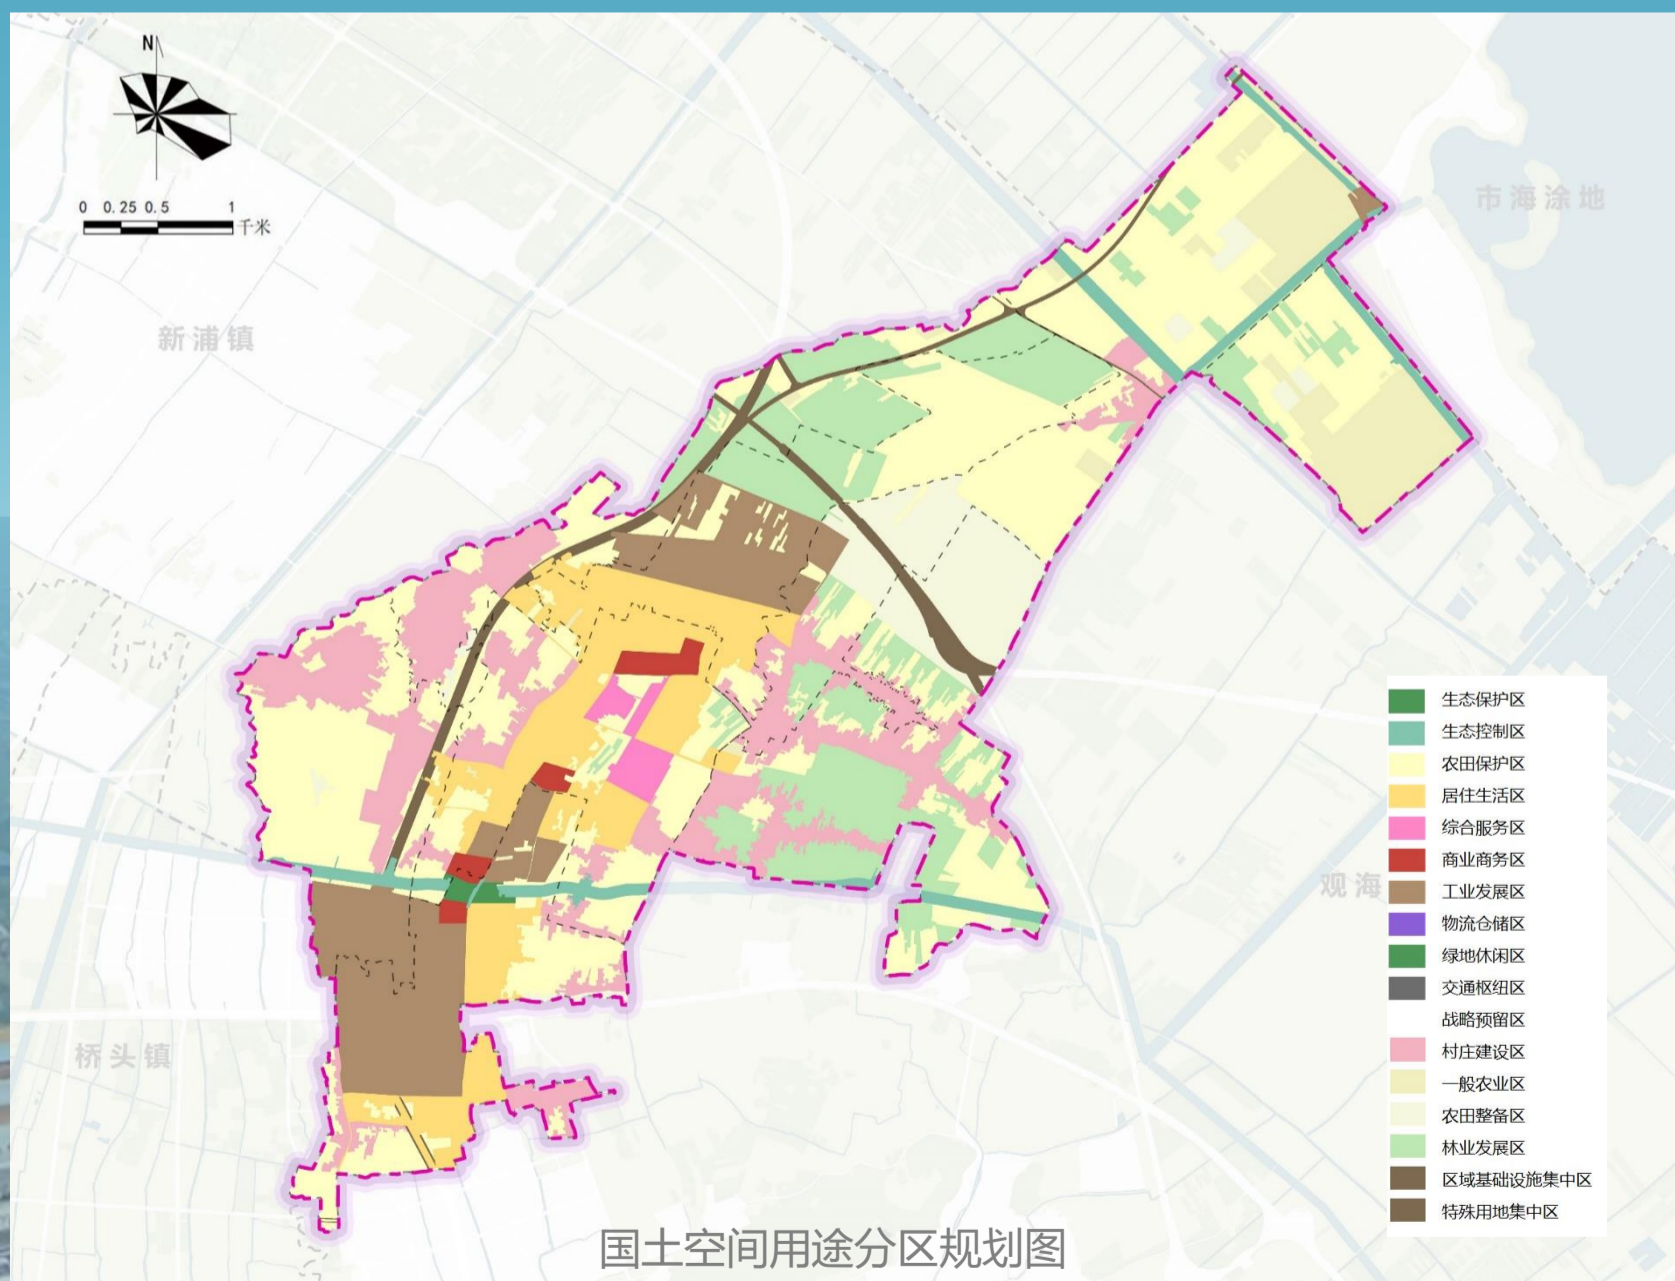 N
0 0.25 0.5 1
千米
市海涂地
新浦镇
观海
桥头镇
生态保护区
生态控制区
农田保护区
居住生活区
综合服务区
商业商务区
工业发展区
物流仓储区
绿地休闲区
交通枢纽区
战略预留区
村庄建设区
一般农业区
农田整备区
林业发展区
区域基础设施集中区
特殊用地集中区
国土空间用途分区规划图